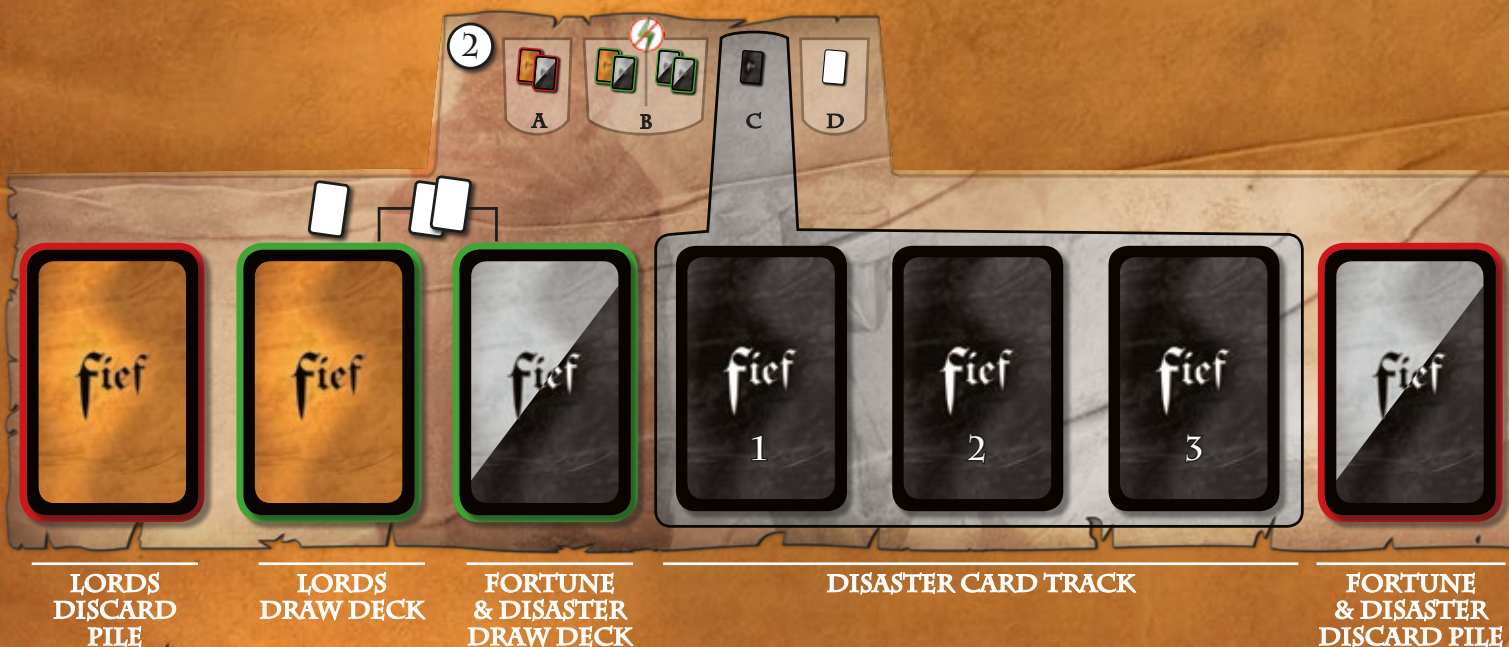 2
A
B
C
D
fief
fief
fief
fief
1
fief
2
fief
3
fief
LORDS
DISCARD
PILE
LORDS
DRAW DECK
FORTUNE
& DISASTER
DRAW DECK
DISASTER CARD TRACK
FORTUNE
& DISASTER
DISCARD PILE